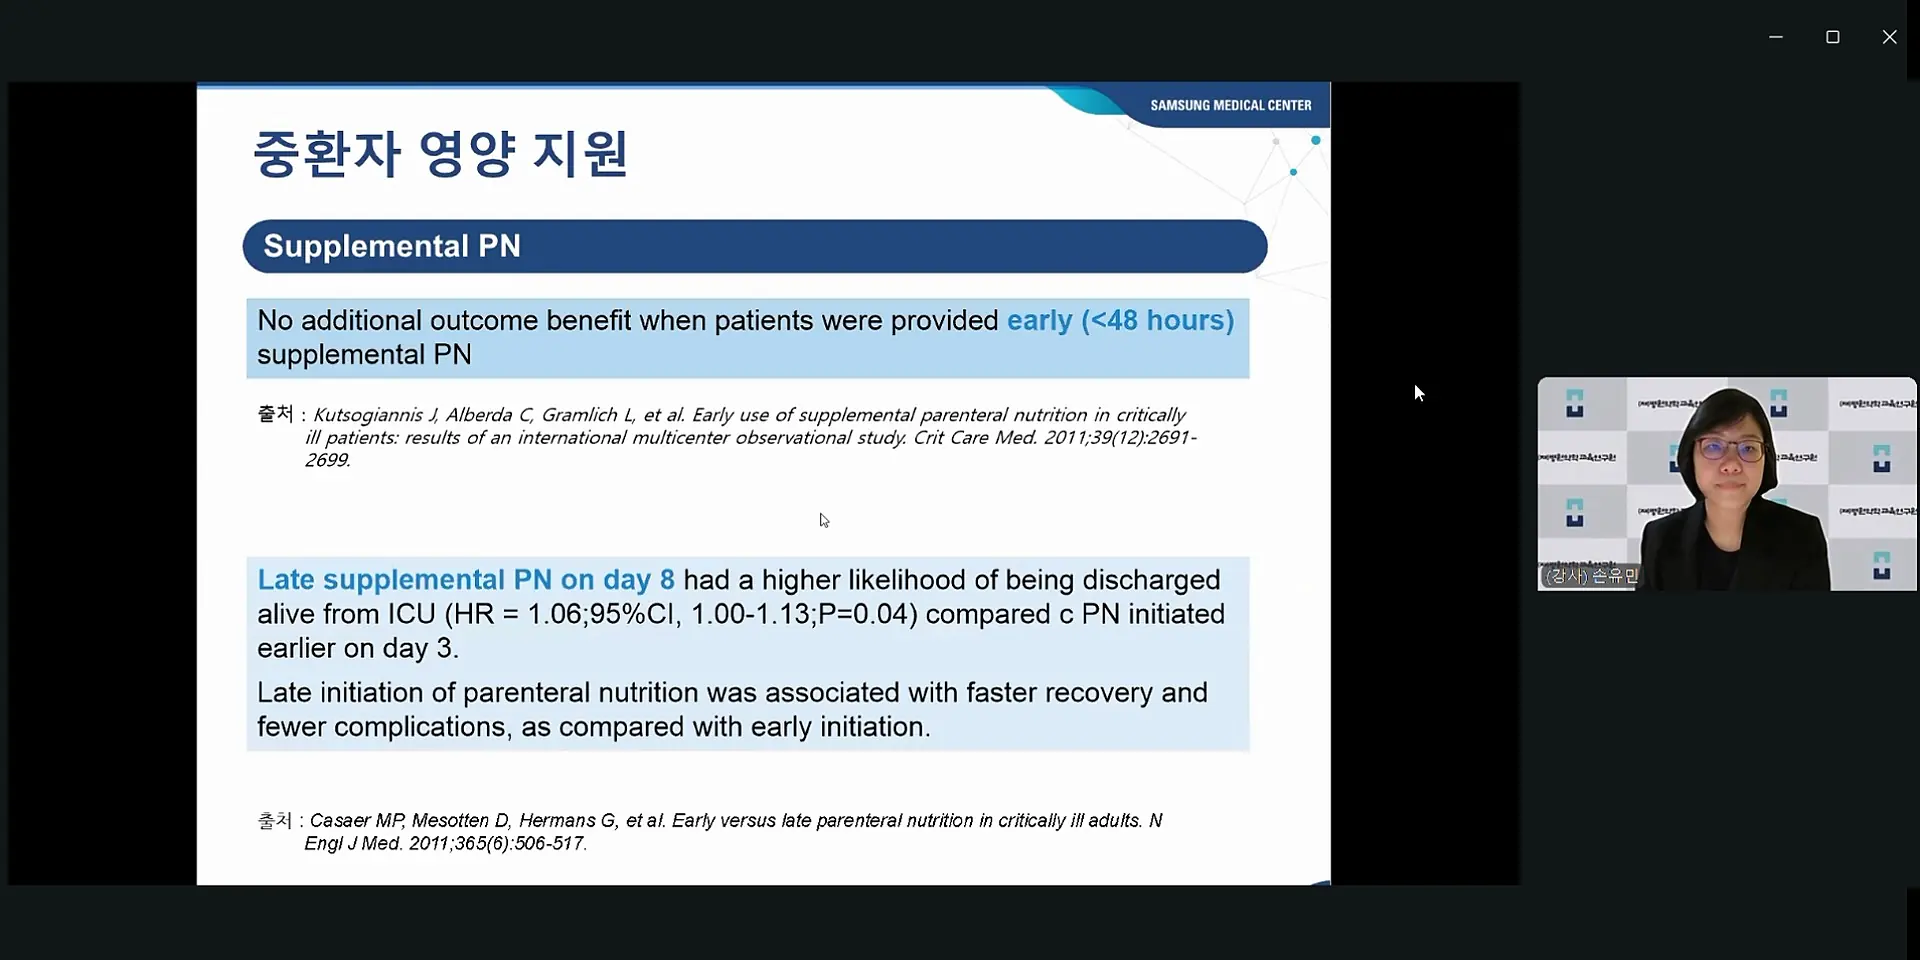 SAMSUNG MEDICAL CENTER
중환자 영양 지원
Supplemental PN
No additional outcome benefit when patients were provided early (<48 hours)
supplemental PN
출처 : Kutsogiannis J, Alberda C, Gramlich L, et al. Early use of supplemental parenteral nutrition in critically
ill patients: results of an international multicenter observational study. Crit Care Med. 2011;39(12):2691-
2699.
Late supplemental PN on day 8 had a higher likelihood of being discharged
alive from ICU (HR = 1.06;95%CI, 1.00-1.13;P=0.04) compared c PN initiated
earlier on day 3.
Late initiation of parenteral nutrition was associated with faster recovery and
fewer complications, as compared with early initiation.
출처 : Casaer MP, Mesotten D, Hermans G, et al. Early versus late parenteral nutrition in critically ill adults. N
Engl J Med. 2011;365(6):506-517.
(강사) 손유민